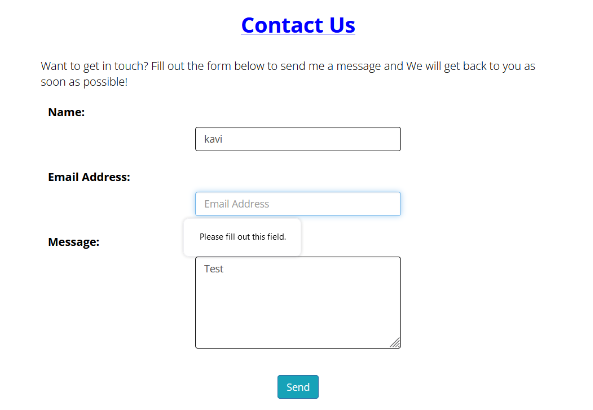 Contact Us
Want to get in touch? Fill out the form below to send me a message and We will get back to you as
soon as possible!
Name:
kavi
Email Address:
Email Address
Please fill out this field.
Message:
Test
Send